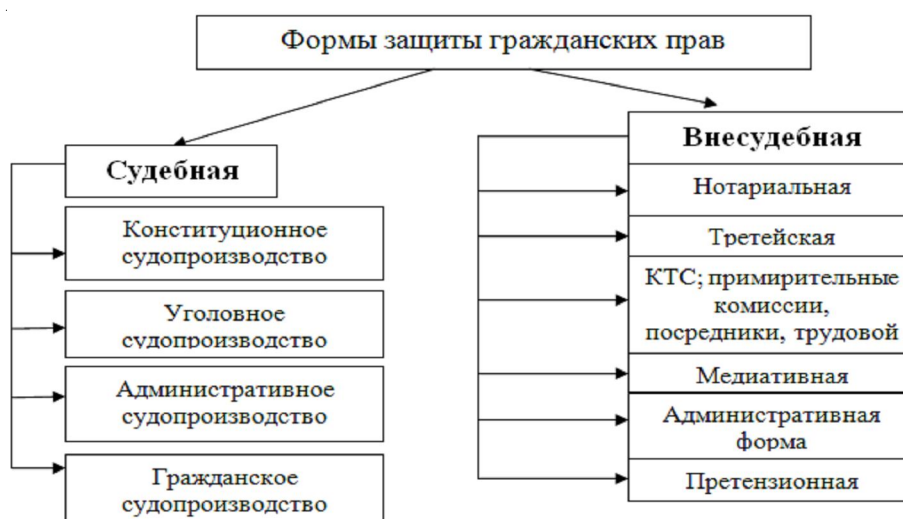 Формы защиты гражданских прав
Судебная
Конституционное
судопроизводство
Уголовное
судопроизводство
Административное
судопроизводство
Гражданское
судопроизводство
Внесудебная
Нотариальная
Третейская
КТС; примирительные
комиссии,
посредники, трудовой
Медиативная
Административная
форма
Претензионная